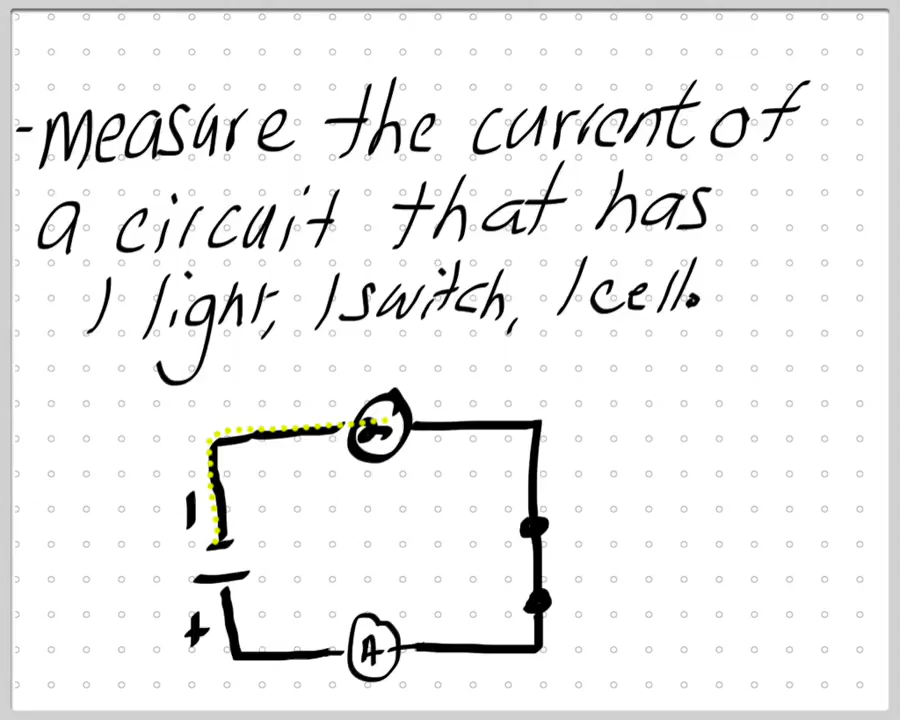 -measure the current of
a circuit that has
1 light, 1 switch, 1 cell.
+
A